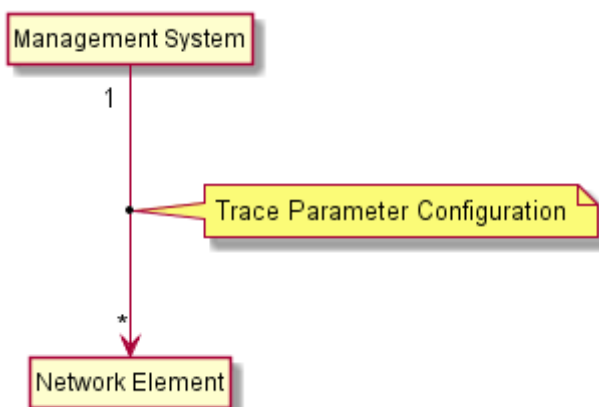 Management System
1
Trace Parameter Configuration
*
Network Element